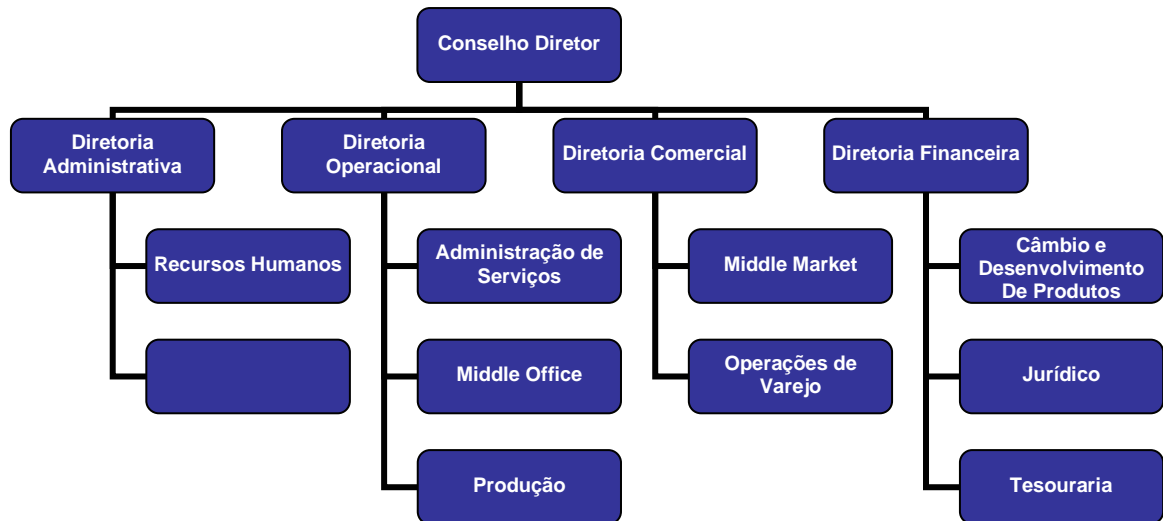 Conselho Diretor
Diretoria
Administrativa
Diretoria
Operacional
Diretoria Comercial
Diretoria Financeira
Recursos Humanos
Administração de
Serviços
Middle Market
Câmbio e
Desenvolvimento
De Produtos
Middle Office
Operações de
Varejo
Jurídico
Produção
Tesouraria